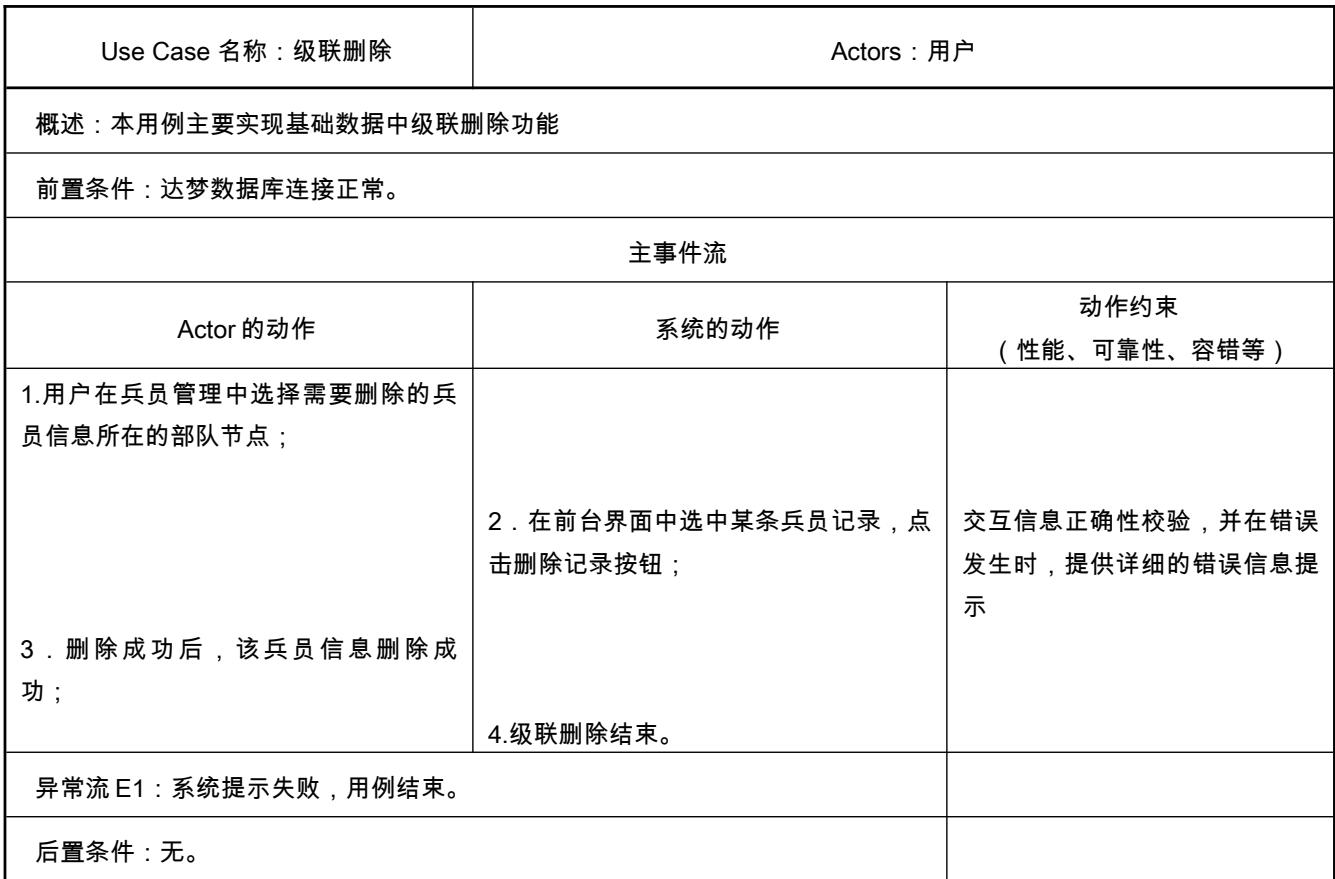 Use Case 名称：级联删除
Actors：用户
概述：本用例主要实现基础数据中级联删除功能
前置条件：达梦数据库连接正常。
主事件流
Actor 的动作
系统的动作
动作约束
（性能、可靠性、容错等）
1.用户在兵员管理中选择需要删除的兵
员信息所在的部队节点；
2．在前台界面中选中某条兵员记录，点
击删除记录按钮；
交互信息正确性校验，并在错误
发生时，提供详细的错误信息提
示
3．删除成功后，该兵员信息删除成
功；
4.级联删除结束。
异常流 E1：系统提示失败，用例结束。
后置条件：无。